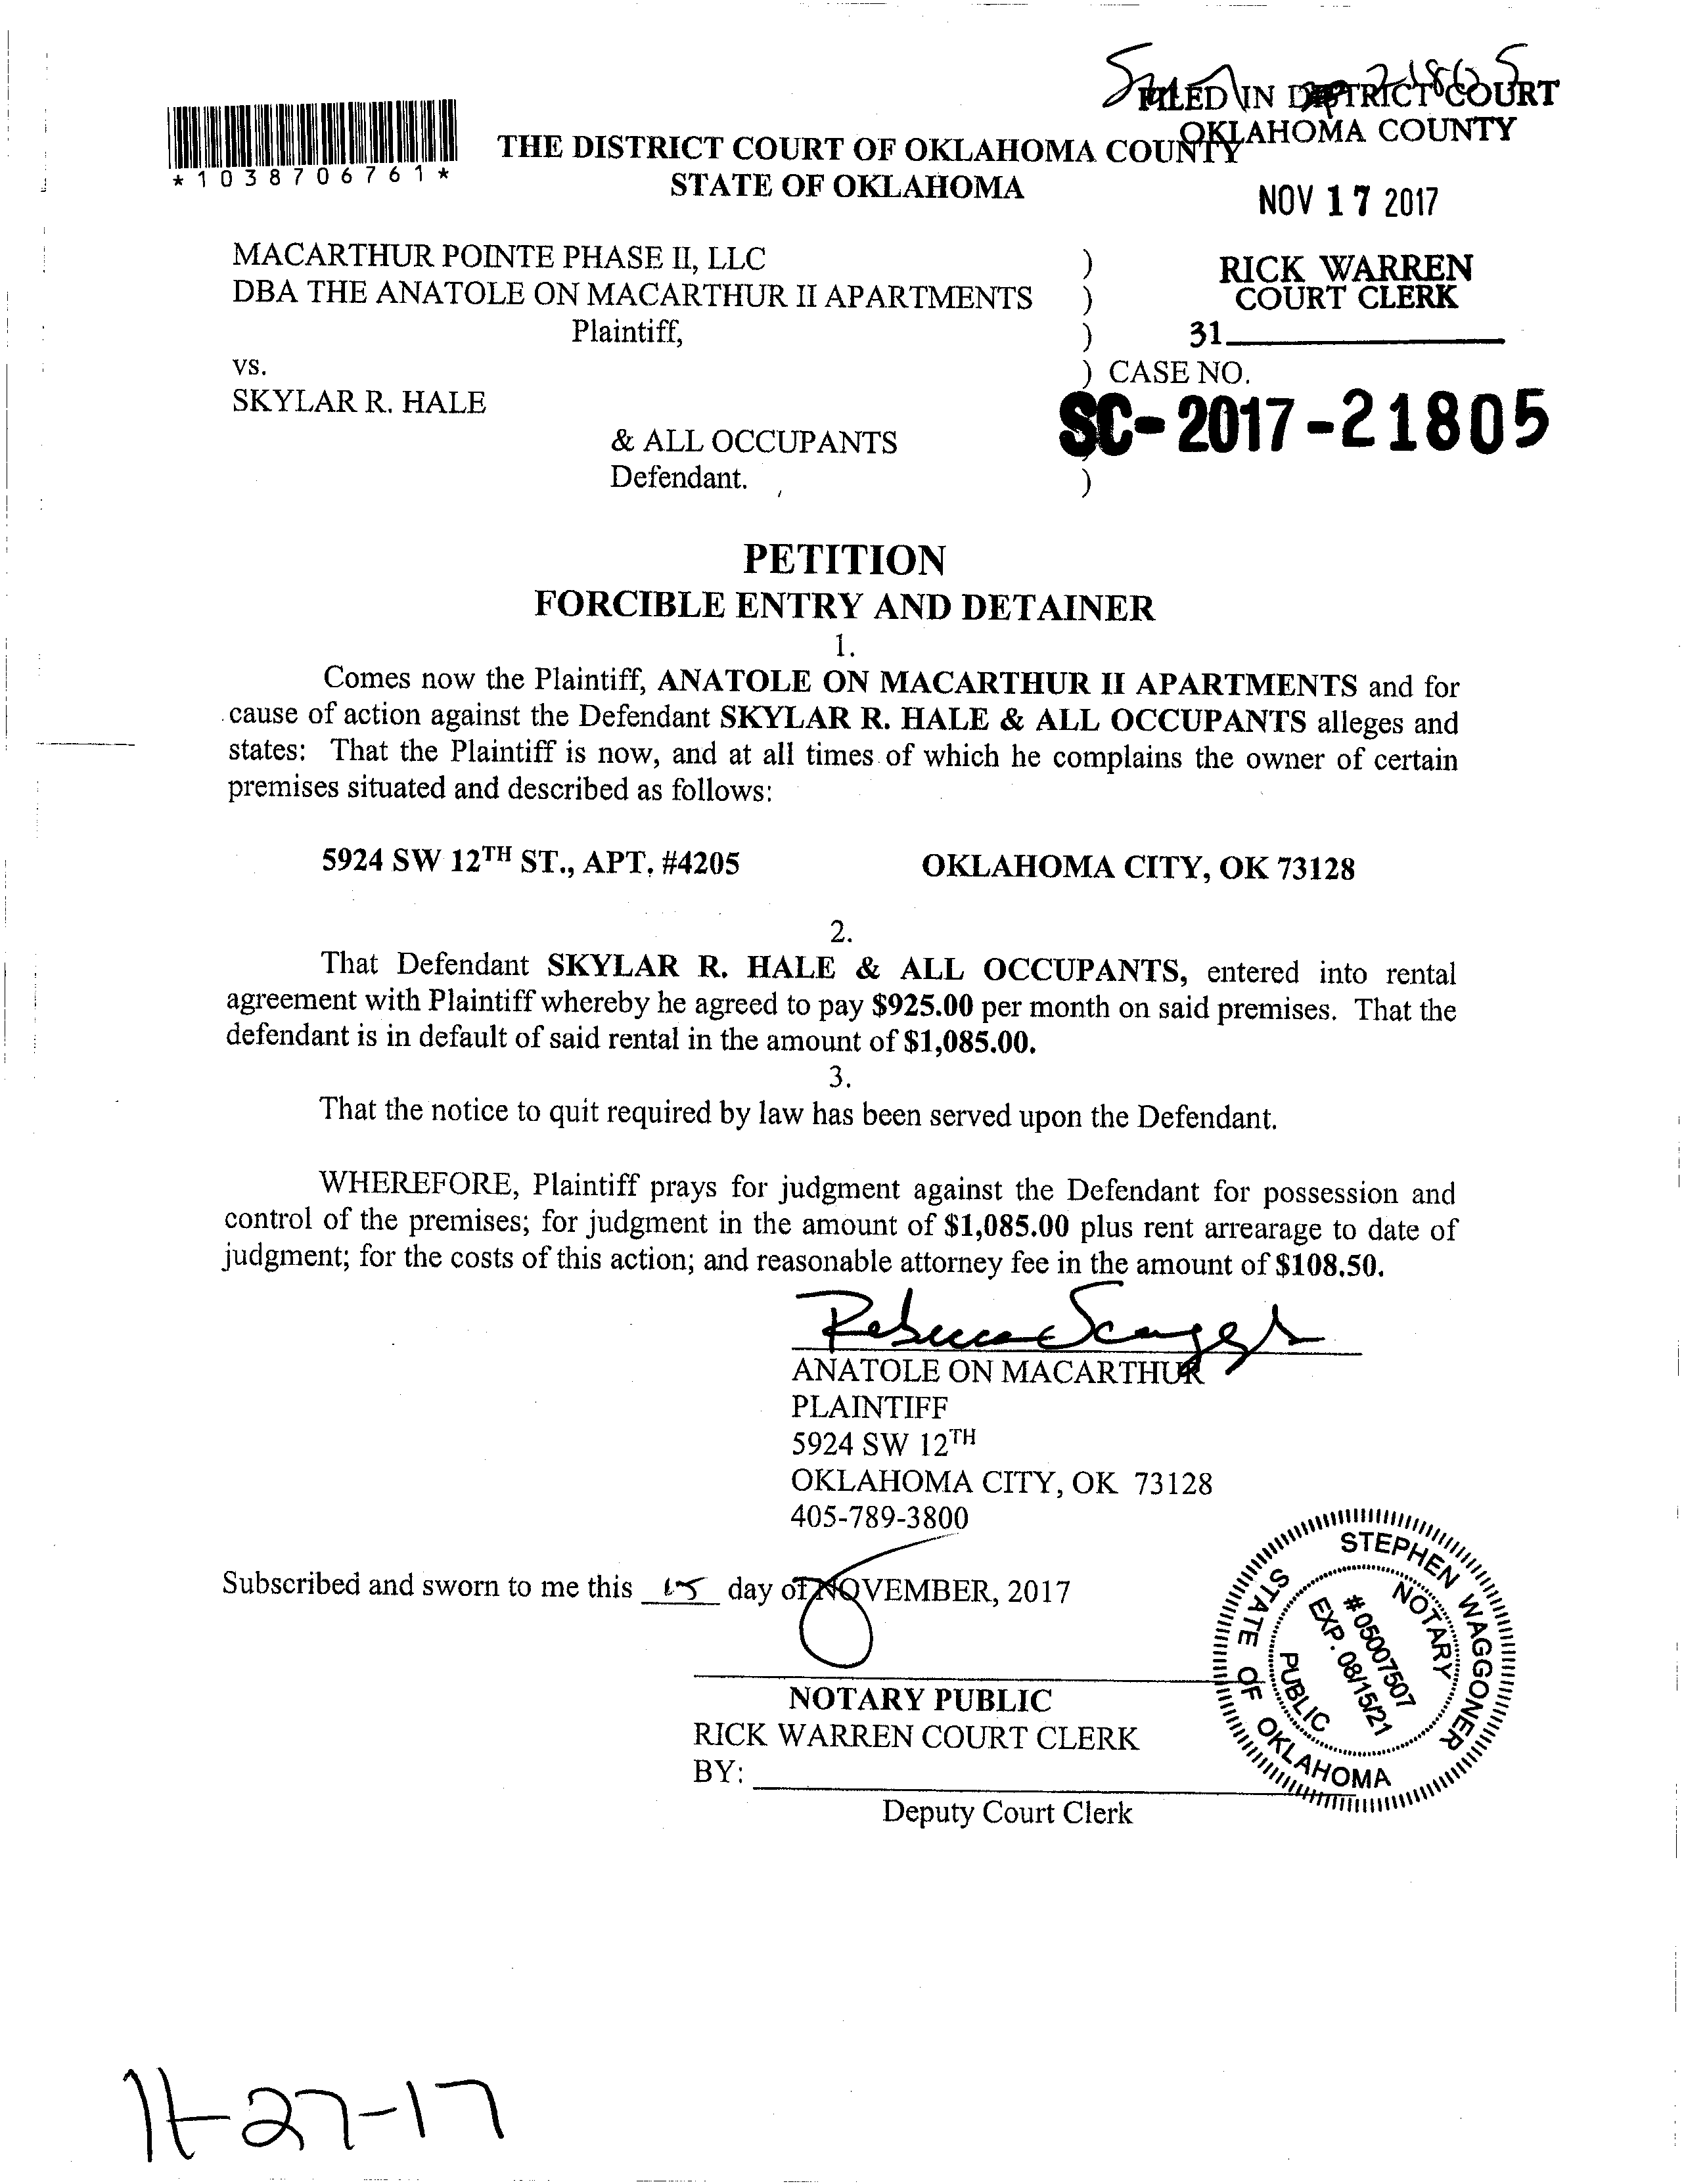 FILED IN DISTRICT COURT
OKLAHOMA COUNTY
*1038706761*
THE DISTRICT COURT OF OKLAHOMA COUNTY
STATE OF OKLAHOMA
NOV 17 2017
MACARTHUR POINTE PHASE II, LLC )
DBA THE ANATOLE ON MACARTHUR II APARTMENTS )
Plaintiff, )
RICK WARREN
COURT CLERK
31
vs. ) CASE NO.
SKYLAR R. HALE
SC-2017-21805
& ALL OCCUPANTS
Defendant. )
PETITION
FORCIBLE ENTRY AND DETAINER
1.
Comes now the Plaintiff, ANATOLE ON MACARTHUR II APARTMENTS and for
cause of action against the Defendant SKYLAR R. HALE & ALL OCCUPANTS alleges and
states: That the Plaintiff is now, and at all times of which he complains the owner of certain
premises situated and described as follows:
5924 SW 12TH ST., APT. #4205 OKLAHOMA CITY, OK 73128
2.
That Defendant SKYLAR R. HALE & ALL OCCUPANTS, entered into rental
agreement with Plaintiff whereby he agreed to pay $925.00 per month on said premises. That the
defendant is in default of said rental in the amount of $1,085.00.
3.
That the notice to quit required by law has been served upon the Defendant.
WHEREFORE, Plaintiff prays for judgment against the Defendant for possession and
control of the premises; for judgment in the amount of $1,085.00 plus rent arrearage to date of
judgment; for the costs of this action; and reasonable attorney fee in the amount of $108.50.
Rebecca Scaggs
ANATOLE ON MACARTHUR
PLAINTIFF
5924 SW 12TH
OKLAHOMA CITY, OK 73128
405-789-3800
Subscribed and sworn to me this 15 day of NOVEMBER, 2017
NOTARY PUBLIC
RICK WARREN COURT CLERK
BY:
Deputy Court Clerk
STEPHEN WAGGONER
STATE OF OKLAHOMA
NOTARY
PUBLIC
# 05007507
EXP. 08/15/21
11-27-17